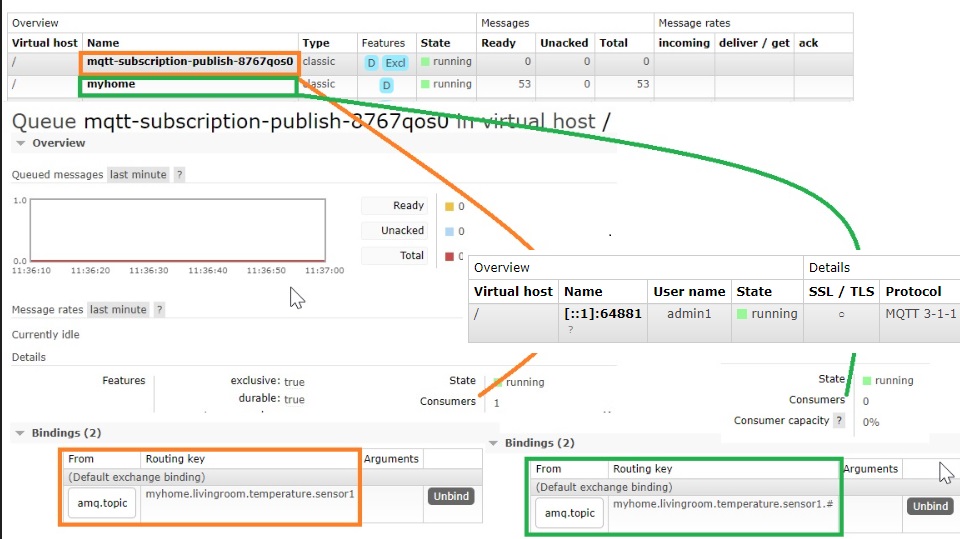 Overview Messages Message rates
Virtual host Name Type Features State Ready Unacked Total incoming deliver / get ack
/ mqtt-subscription-publish-8767qos0 classic D Excl running 0 0 0
/ myhome classic D running 53 0 53
Queue mqtt-subscription-publish-8767qos0 in virtual host /
Overview
Queued messages last minute ?
1.0
0.0
11:36:10 11:36:20 11:36:30 11:36:40 11:36:50 11:37:00
Ready 0
Unacked 0
Total 0
Overview Details
Virtual host Name User name State SSL / TLS Protocol
/ [::1]:64881 admin1 running ○ MQTT 3-1-1
?
Message rates last minute ?
Currently idle
Details
Features exclusive: true
durable: true
State running
Consumers 1
State running
Consumers 0
Consumer capacity ? 0%
Bindings (2)
From Routing key Arguments
(Default exchange binding)
amq.topic myhome.livingroom.temperature.sensor1 Unbind
Bindings (2)
From Routing key Arguments
(Default exchange binding)
amq.topic myhome.livingroom.temperature.sensor1.# Unbind